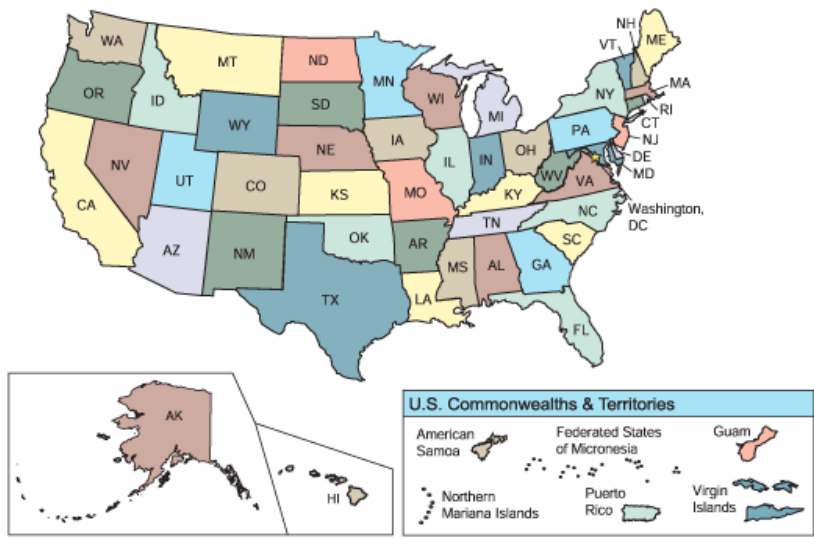 WA
MT
ND
MN
OR
ID
SD
WI
MI
WY
IA
NE
NV
UT
CO
CA
KS
MO
IL
IN
OH
PA
NY
VT
NH
ME
MA
RI
CT
NJ
DE
MD
WV
VA
KY
Washington,
DC
NC
TN
SC
AZ
NM
OK
AR
MS
AL
GA
TX
LA
FL
AK
HI
U.S. Commonwealths & Territories
American
Samoa
Federated States
of Micronesia
Guam
Northern
Mariana Islands
Puerto
Rico
Virgin
Islands